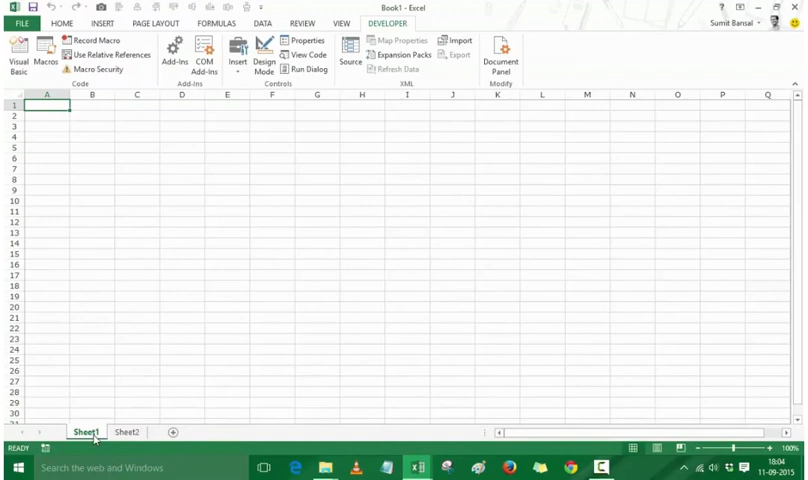 Book1 - Excel
FILE HOME INSERT PAGE LAYOUT FORMULAS DATA REVIEW VIEW DEVELOPER Sumit Bansal
Visual Basic
Macros
Record Macro
Use Relative References
Macro Security
Code
Add-Ins
COM Add-Ins
Add-Ins
Insert
Design Mode
Properties
View Code
Run Dialog
Controls
Source
Map Properties
Expansion Packs
Refresh Data
Import
Export
XML
Document Panel
Modify
A B C D E F G H I J K L M N O P Q
1
2
3
4
5
6
7
8
9
10
11
12
13
14
15
16
17
18
19
20
21
22
23
24
25
26
27
28
29
30
Sheet1 Sheet2
READY 100%
Search the web and Windows
18:04
11-09-2015